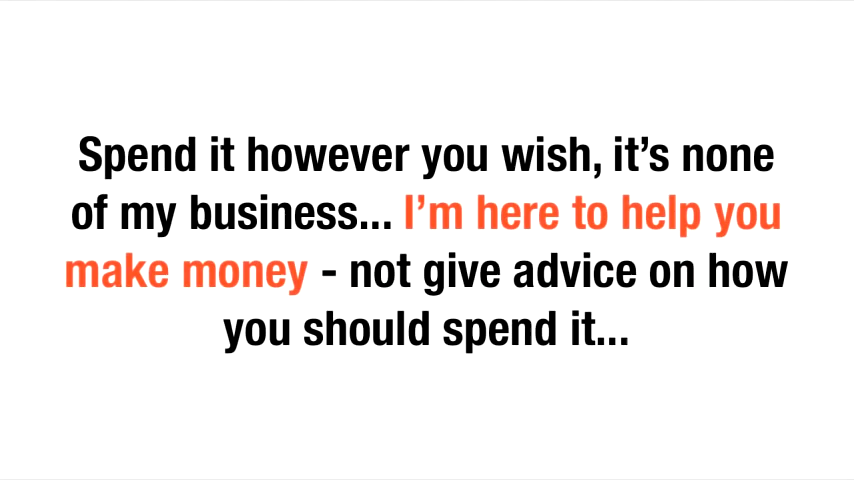 Spend it however you wish, it’s none
of my business... I’m here to help you
make money - not give advice on how
you should spend it...